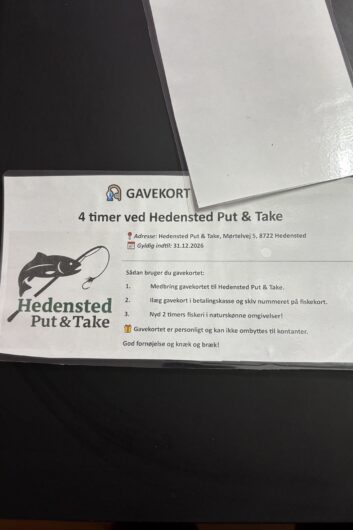 GAVEKORT
4 timer ved Hedensted Put & Take
Adresse: Hedensted Put & Take, Mørtelvej 5, 8722 Hedensted
Gyldig indtil: 31.12.2026
Sådan bruger du gavekortet:
1. Medbring gavekortet til Hedensted Put & Take.
2. Ilæg gavekort i betalingskasse og skiv nummeret på fiskekort.
3. Nyd 2 timers fiskeri i naturskønne omgivelser!
Gavekortet er personligt og kan ikke ombyttes til kontanter.
God fornøjelse og knæk og bræk!
Hedensted
Put & Take